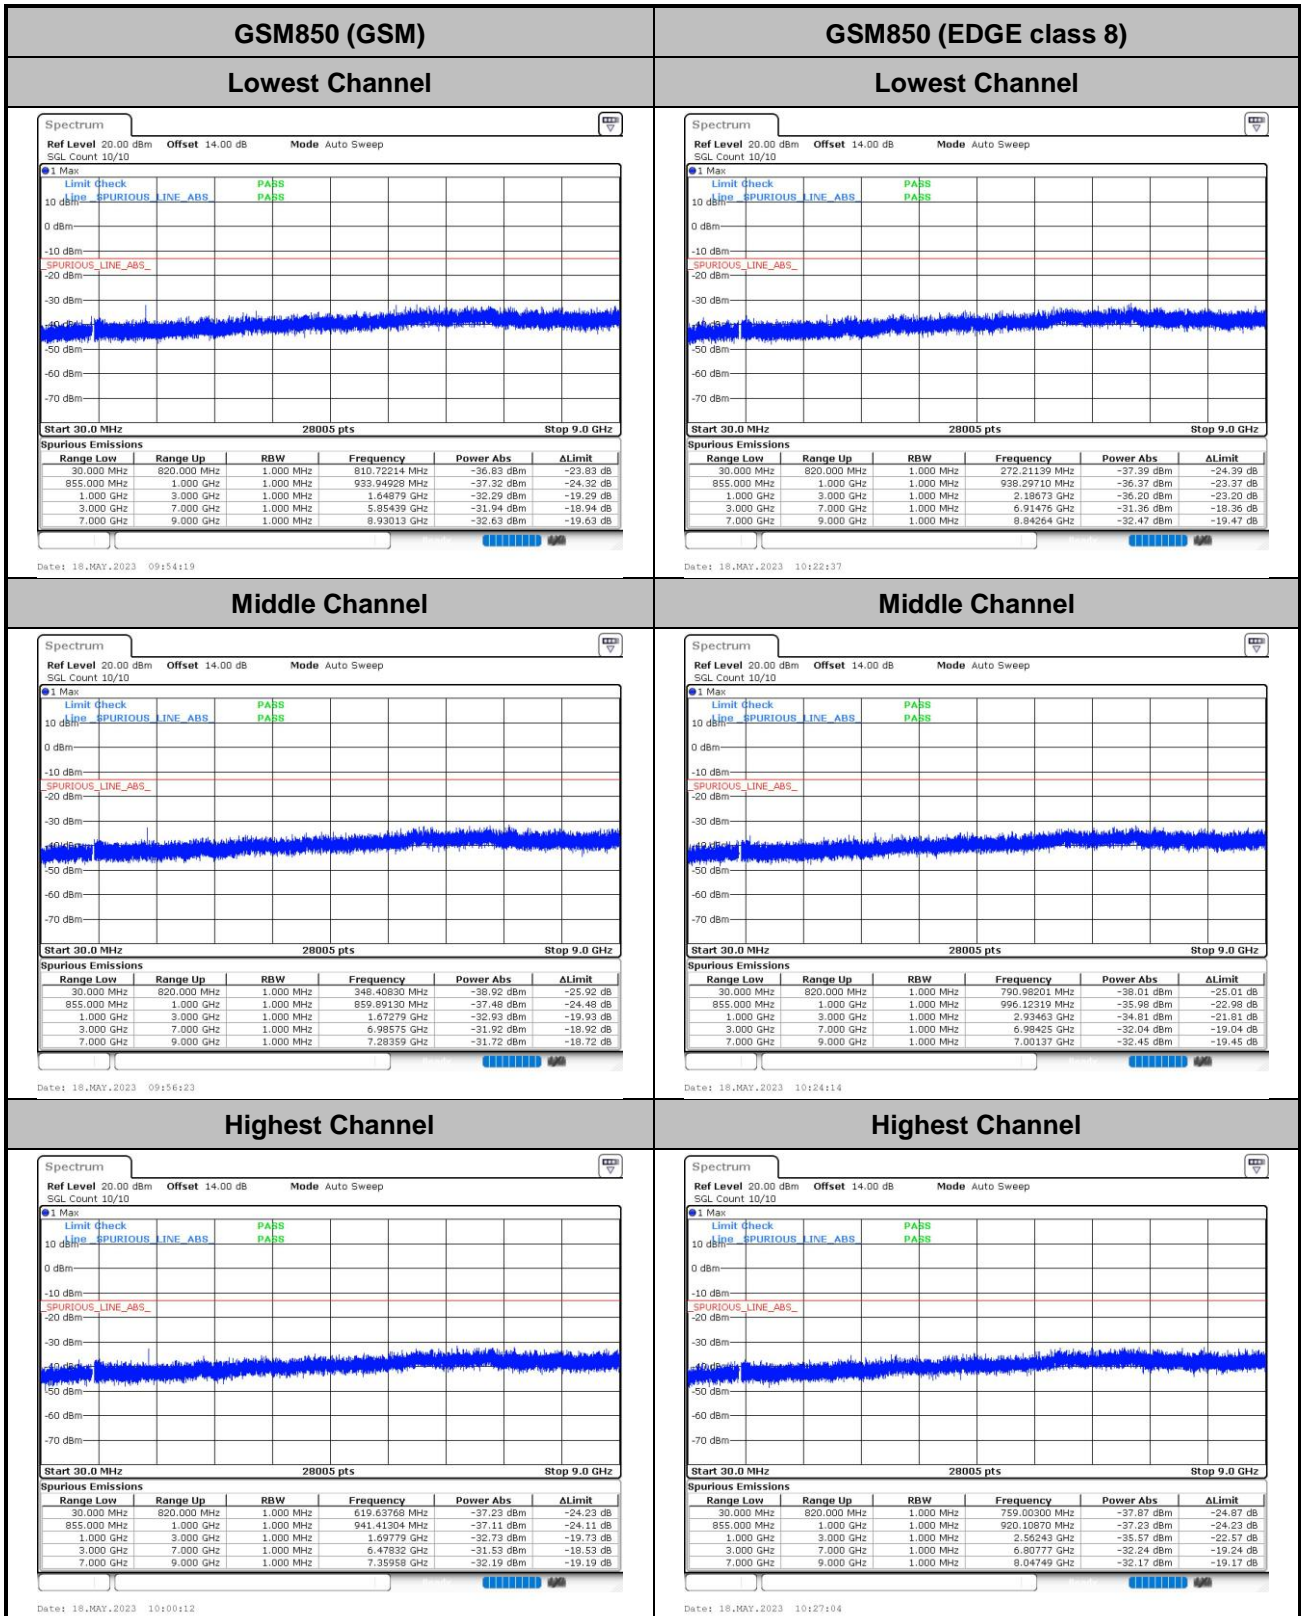 GSM850 (GSM)
GSM850 (EDGE class 8)
Lowest Channel
Lowest Channel
Spectrum
Ref Level 20.00 dBm Offset 14.00 dB Mode Auto Sweep
SGL Count 10/10
1 Max
Limit Check PASS
Line _SPURIOUS_LINE_ABS_ PASS
10 dBm
0 dBm
-10 dBm
_SPURIOUS_LINE_ABS_
-20 dBm
-30 dBm
-40 dBm
-50 dBm
-60 dBm
-70 dBm
Start 30.0 MHz 28005 pts Stop 9.0 GHz
Spurious Emissions
Range Low Range Up RBW Frequency Power Abs ΔLimit
30.000 MHz 820.000 MHz 1.000 MHz 810.72214 MHz -36.83 dBm -23.83 dB
855.000 MHz 1.000 GHz 1.000 MHz 933.94928 MHz -37.32 dBm -24.32 dB
1.000 GHz 3.000 GHz 1.000 MHz 1.64879 GHz -32.29 dBm -19.29 dB
3.000 GHz 7.000 GHz 1.000 MHz 5.85439 GHz -31.94 dBm -18.94 dB
7.000 GHz 9.000 GHz 1.000 MHz 8.93013 GHz -32.63 dBm -19.63 dB
Date: 18.MAY.2023 09:54:19
Spectrum
Ref Level 20.00 dBm Offset 14.00 dB Mode Auto Sweep
SGL Count 10/10
1 Max
Limit Check PASS
Line _SPURIOUS_LINE_ABS_ PASS
10 dBm
0 dBm
-10 dBm
_SPURIOUS_LINE_ABS_
-20 dBm
-30 dBm
-40 dBm
-50 dBm
-60 dBm
-70 dBm
Start 30.0 MHz 28005 pts Stop 9.0 GHz
Spurious Emissions
Range Low Range Up RBW Frequency Power Abs ΔLimit
30.000 MHz 820.000 MHz 1.000 MHz 272.21139 MHz -37.39 dBm -24.39 dB
855.000 MHz 1.000 GHz 1.000 MHz 938.29710 MHz -36.37 dBm -23.37 dB
1.000 GHz 3.000 GHz 1.000 MHz 2.18673 GHz -36.20 dBm -23.20 dB
3.000 GHz 7.000 GHz 1.000 MHz 6.91476 GHz -31.36 dBm -18.36 dB
7.000 GHz 9.000 GHz 1.000 MHz 8.84264 GHz -32.47 dBm -19.47 dB
Date: 18.MAY.2023 10:22:37
Middle Channel
Middle Channel
Spectrum
Ref Level 20.00 dBm Offset 14.00 dB Mode Auto Sweep
SGL Count 10/10
1 Max
Limit Check PASS
Line _SPURIOUS_LINE_ABS_ PASS
10 dBm
0 dBm
-10 dBm
_SPURIOUS_LINE_ABS_
-20 dBm
-30 dBm
-40 dBm
-50 dBm
-60 dBm
-70 dBm
Start 30.0 MHz 28005 pts Stop 9.0 GHz
Spurious Emissions
Range Low Range Up RBW Frequency Power Abs ΔLimit
30.000 MHz 820.000 MHz 1.000 MHz 348.40830 MHz -38.92 dBm -25.92 dB
855.000 MHz 1.000 GHz 1.000 MHz 859.89130 MHz -37.48 dBm -24.48 dB
1.000 GHz 3.000 GHz 1.000 MHz 1.67279 GHz -32.93 dBm -19.93 dB
3.000 GHz 7.000 GHz 1.000 MHz 6.98575 GHz -31.92 dBm -18.92 dB
7.000 GHz 9.000 GHz 1.000 MHz 7.28359 GHz -31.72 dBm -18.72 dB
Date: 18.MAY.2023 09:56:23
Spectrum
Ref Level 20.00 dBm Offset 14.00 dB Mode Auto Sweep
SGL Count 10/10
1 Max
Limit Check PASS
Line _SPURIOUS_LINE_ABS_ PASS
10 dBm
0 dBm
-10 dBm
_SPURIOUS_LINE_ABS_
-20 dBm
-30 dBm
-40 dBm
-50 dBm
-60 dBm
-70 dBm
Start 30.0 MHz 28005 pts Stop 9.0 GHz
Spurious Emissions
Range Low Range Up RBW Frequency Power Abs ΔLimit
30.000 MHz 820.000 MHz 1.000 MHz 790.98201 MHz -38.01 dBm -25.01 dB
855.000 MHz 1.000 GHz 1.000 MHz 996.12319 MHz -35.98 dBm -22.98 dB
1.000 GHz 3.000 GHz 1.000 MHz 2.93463 GHz -34.81 dBm -21.81 dB
3.000 GHz 7.000 GHz 1.000 MHz 6.98425 GHz -32.04 dBm -19.04 dB
7.000 GHz 9.000 GHz 1.000 MHz 7.00137 GHz -32.45 dBm -19.45 dB
Date: 18.MAY.2023 10:24:14
Highest Channel
Highest Channel
Spectrum
Ref Level 20.00 dBm Offset 14.00 dB Mode Auto Sweep
SGL Count 10/10
1 Max
Limit Check PASS
Line _SPURIOUS_LINE_ABS_ PASS
10 dBm
0 dBm
-10 dBm
_SPURIOUS_LINE_ABS_
-20 dBm
-30 dBm
-40 dBm
-50 dBm
-60 dBm
-70 dBm
Start 30.0 MHz 28005 pts Stop 9.0 GHz
Spurious Emissions
Range Low Range Up RBW Frequency Power Abs ΔLimit
30.000 MHz 820.000 MHz 1.000 MHz 619.63768 MHz -37.23 dBm -24.23 dB
855.000 MHz 1.000 GHz 1.000 MHz 941.41304 MHz -37.11 dBm -24.11 dB
1.000 GHz 3.000 GHz 1.000 MHz 1.69779 GHz -32.73 dBm -19.73 dB
3.000 GHz 7.000 GHz 1.000 MHz 6.47832 GHz -31.53 dBm -18.53 dB
7.000 GHz 9.000 GHz 1.000 MHz 7.35958 GHz -32.19 dBm -19.19 dB
Date: 18.MAY.2023 10:00:12
Spectrum
Ref Level 20.00 dBm Offset 14.00 dB Mode Auto Sweep
SGL Count 10/10
1 Max
Limit Check PASS
Line _SPURIOUS_LINE_ABS_ PASS
10 dBm
0 dBm
-10 dBm
_SPURIOUS_LINE_ABS_
-20 dBm
-30 dBm
-40 dBm
-50 dBm
-60 dBm
-70 dBm
Start 30.0 MHz 28005 pts Stop 9.0 GHz
Spurious Emissions
Range Low Range Up RBW Frequency Power Abs ΔLimit
30.000 MHz 820.000 MHz 1.000 MHz 759.00300 MHz -37.87 dBm -24.87 dB
855.000 MHz 1.000 GHz 1.000 MHz 920.10870 MHz -37.23 dBm -24.23 dB
1.000 GHz 3.000 GHz 1.000 MHz 2.56243 GHz -35.57 dBm -22.57 dB
3.000 GHz 7.000 GHz 1.000 MHz 6.80777 GHz -32.24 dBm -19.24 dB
7.000 GHz 9.000 GHz 1.000 MHz 8.04749 GHz -32.17 dBm -19.17 dB
Date: 18.MAY.2023 10:27:04